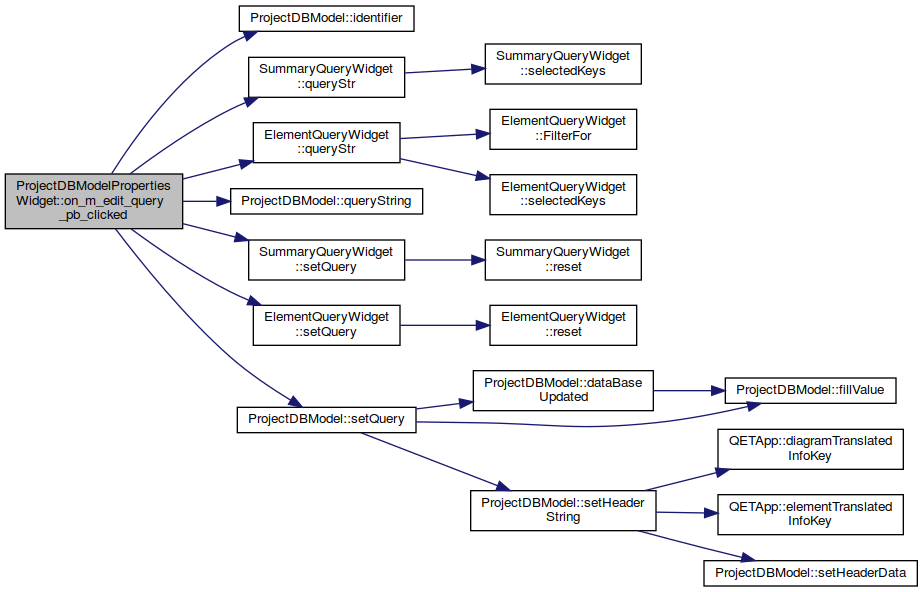 ProjectDBModelProperties
Widget::on_m_edit_query
_pb_clicked
ProjectDBModel::identifier
SummaryQueryWidget
::queryStr
SummaryQueryWidget
::selectedKeys
ElementQueryWidget
::queryStr
ElementQueryWidget
::FilterFor
ElementQueryWidget
::selectedKeys
ProjectDBModel::queryString
SummaryQueryWidget
::setQuery
SummaryQueryWidget
::reset
ElementQueryWidget
::setQuery
ElementQueryWidget
::reset
ProjectDBModel::setQuery
ProjectDBModel::dataBase
Updated
ProjectDBModel::fillValue
ProjectDBModel::setHeader
String
QETApp::diagramTranslated
InfoKey
QETApp::elementTranslated
InfoKey
ProjectDBModel::setHeaderData